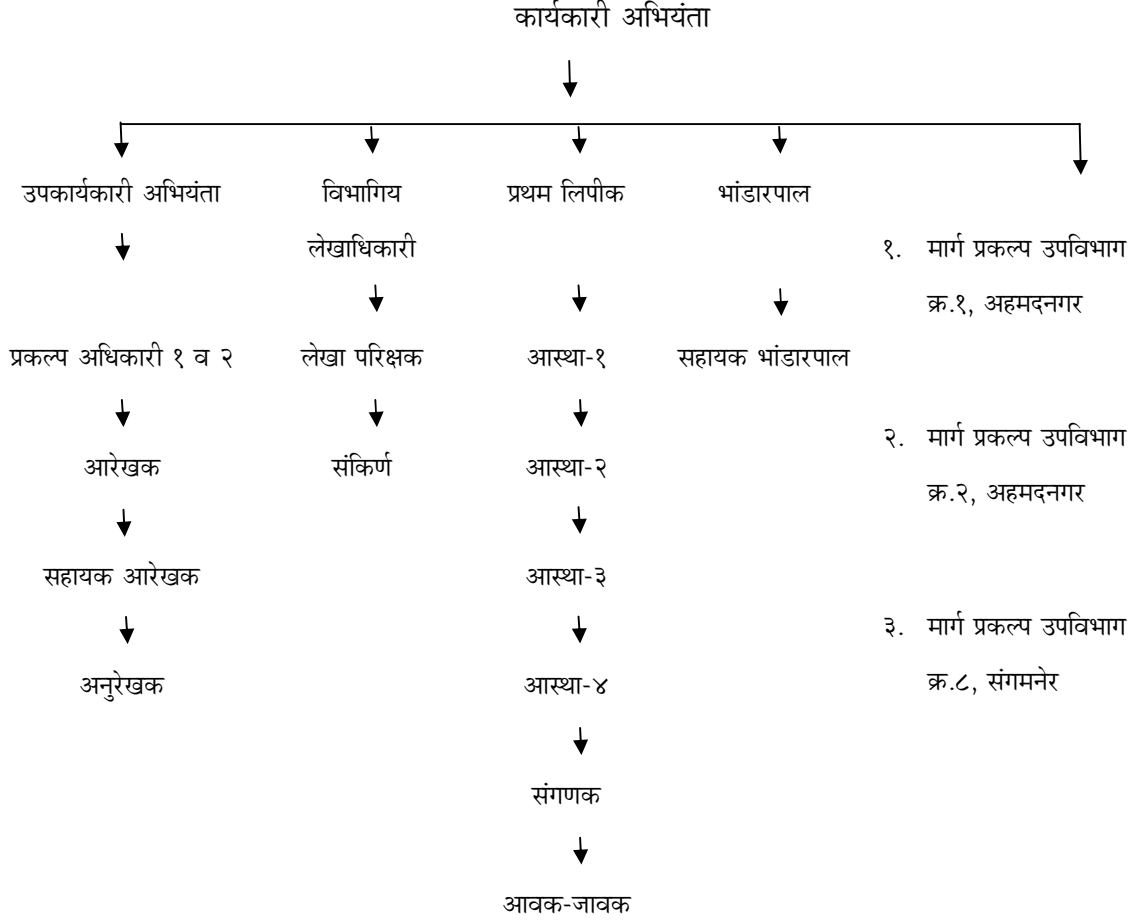 कार्यकारी अभियंता
उपकार्यकारी अभियंता
विभागिय
लेखाधिकारी
प्रथम लिपीक
भांडारपाल
१. मार्ग प्रकल्प उपविभाग
क्र.१, अहमदनगर
प्रकल्प अधिकारी १ व २
लेखा परिक्षक
आस्था-१
सहायक भांडारपाल
२. मार्ग प्रकल्प उपविभाग
क्र.२, अहमदनगर
आरेखक
संकिर्ण
आस्था-२
सहायक आरेखक
आस्था-३
३. मार्ग प्रकल्प उपविभाग
क्र.८, संगमनेर
अनुरेखक
आस्था-४
संगणक
आवक-जावक